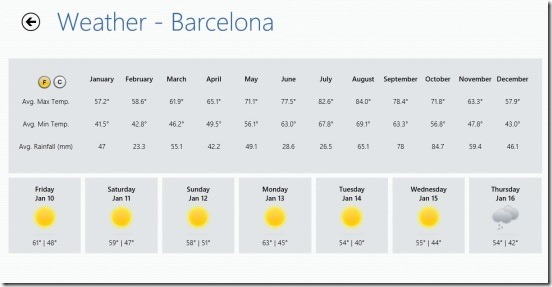 Weather - Barcelona
F C January February March April May June July August September October November December
Avg. Max Temp. 57.2° 58.6° 61.9° 65.1° 71.1° 77.5° 82.6° 84.0° 78.4° 71.8° 63.3° 57.9°
Avg. Min Temp. 41.5° 42.8° 46.2° 49.5° 56.1° 63.0° 67.8° 69.1° 63.3° 56.8° 47.8° 43.0°
Avg. Rainfall (mm) 47 23.3 55.1 42.2 49.1 28.6 26.5 65.1 78 84.7 59.4 46.1
Friday Saturday Sunday Monday Tuesday Wednesday Thursday
Jan 10 Jan 11 Jan 12 Jan 13 Jan 14 Jan 15 Jan 16
61° | 48° 59° | 47° 58° | 51° 63° | 45° 54° | 40° 55° | 44° 54° | 42°